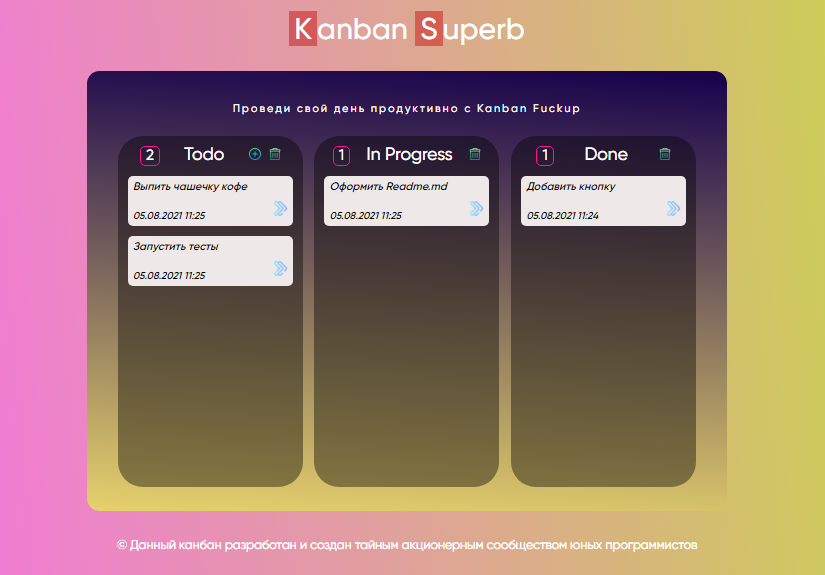 Kanban Superb
Проведи свой день продуктивно с Kanban Fuckup
2 Todo
Выпить чашечку кофе
05.08.2021 11:25
Запустить тесты
05.08.2021 11:25
1 In Progress
Оформить Readme.md
05.08.2021 11:25
1 Done
Добавить кнопку
05.08.2021 11:24
© Данный канбан разработан и создан тайным акционерным сообществом юных программистов